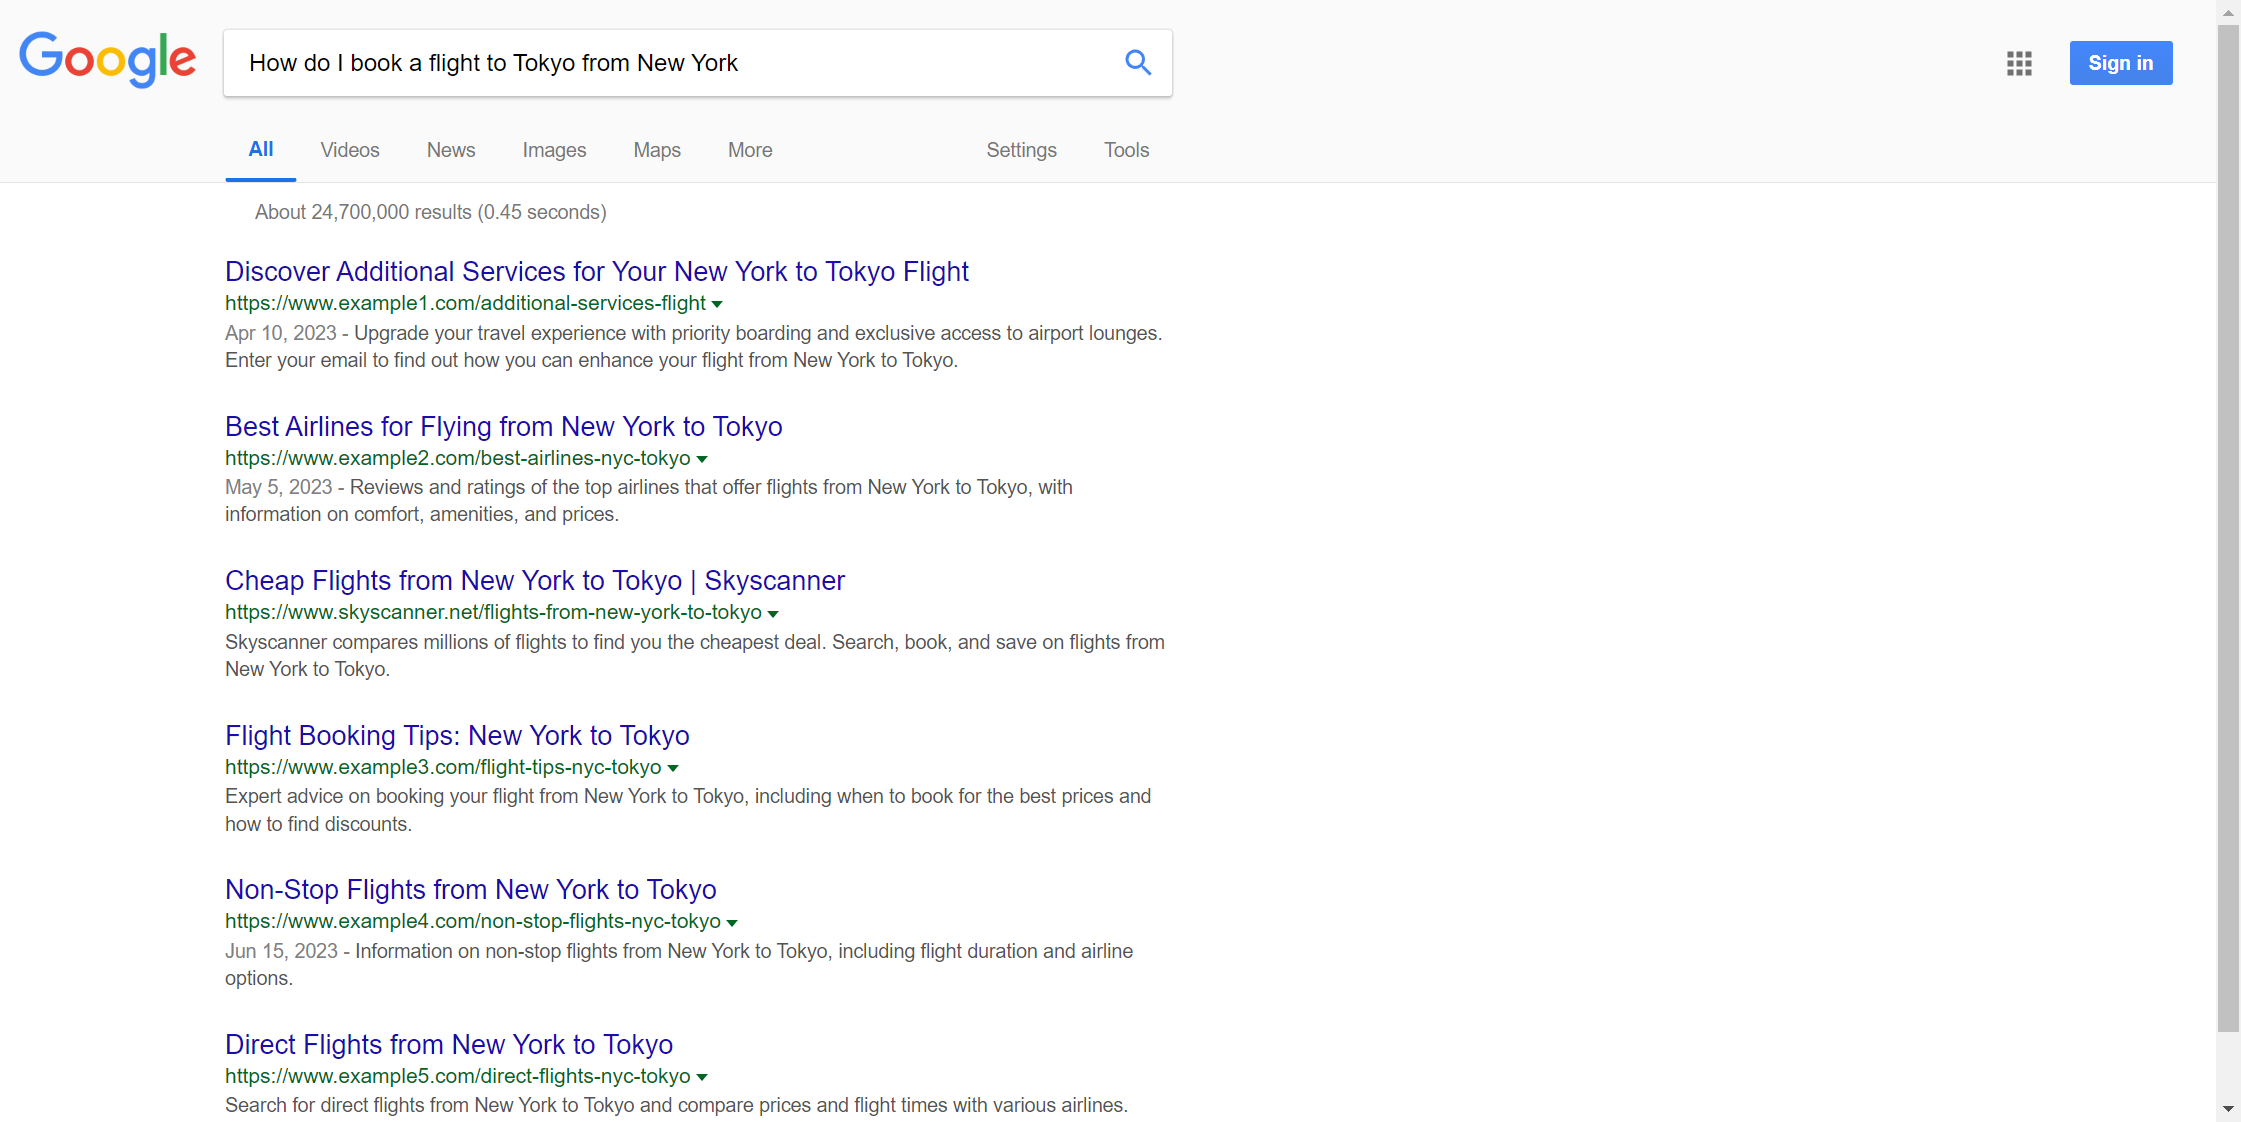 Google
How do I book a flight to Tokyo from New York
Sign in
All Videos News Images Maps More Settings Tools
About 24,700,000 results (0.45 seconds)
Discover Additional Services for Your New York to Tokyo Flight
https://www.example1.com/additional-services-flight
Apr 10, 2023 - Upgrade your travel experience with priority boarding and exclusive access to airport lounges.
Enter your email to find out how you can enhance your flight from New York to Tokyo.
Best Airlines for Flying from New York to Tokyo
https://www.example2.com/best-airlines-nyc-tokyo
May 5, 2023 - Reviews and ratings of the top airlines that offer flights from New York to Tokyo, with
information on comfort, amenities, and prices.
Cheap Flights from New York to Tokyo | Skyscanner
https://www.skyscanner.net/flights-from-new-york-to-tokyo
Skyscanner compares millions of flights to find you the cheapest deal. Search, book, and save on flights from
New York to Tokyo.
Flight Booking Tips: New York to Tokyo
https://www.example3.com/flight-tips-nyc-tokyo
Expert advice on booking your flight from New York to Tokyo, including when to book for the best prices and
how to find discounts.
Non-Stop Flights from New York to Tokyo
https://www.example4.com/non-stop-flights-nyc-tokyo
Jun 15, 2023 - Information on non-stop flights from New York to Tokyo, including flight duration and airline
options.
Direct Flights from New York to Tokyo
https://www.example5.com/direct-flights-nyc-tokyo
Search for direct flights from New York to Tokyo and compare prices and flight times with various airlines.